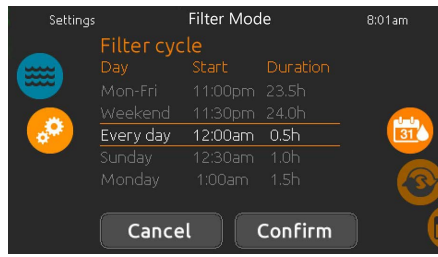 Settings Filter Mode 8:01am
Filter cycle
Day Start Duration
Mon-Fri 11:00pm 23.5h
Weekend 11:30pm 24.0h
Every day 12:00am 0.5h
Sunday 12:30am 1.0h
Monday 1:00am 1.5h
31
Cancel Confirm